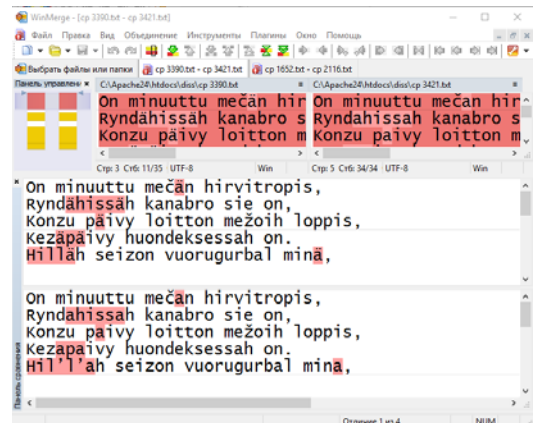 WinMerge - [cp 3390.txt - cp 3421.txt]
Файл Правка Вид Объединение Инструменты Плагины Окно Помощь
Выбрать файлы или папки cp 3390.txt - cp 3421.txt cp 1652.txt - cp 2116.txt
Панель управлени C:\Apache24\htdocs\diss\cp 3390.txt C:\Apache24\htdocs\diss\cp 3421.txt
On minuuttu mečän hir On minuuttu mečan hir
Ryndähissäh kanabro s Ryndahissah kanabro s
Konzu päivy loitton m Konzu paivy loitton m
Стр: 3 Стб: 11/35 UTF-8 Win Стр: 5 Стб: 34/34 UTF-8 Win
On minuuttu mečän hirvitropis,
Ryndähissäh kanabro sie on,
Konzu päivy loitton mežoih loppis,
Kezäpäivy huondeksessah on.
Hilläh seizon vuorugurbal minä,
On minuuttu mečan hirvitropis,
Ryndahissah kanabro sie on,
Konzu paivy loitton mežoih loppis,
Kezapaivy huondeksessah on.
Hil'l'ah seizon vuorugurbal mina,
Панель сравнения
Отличие 1 из 4 NUM